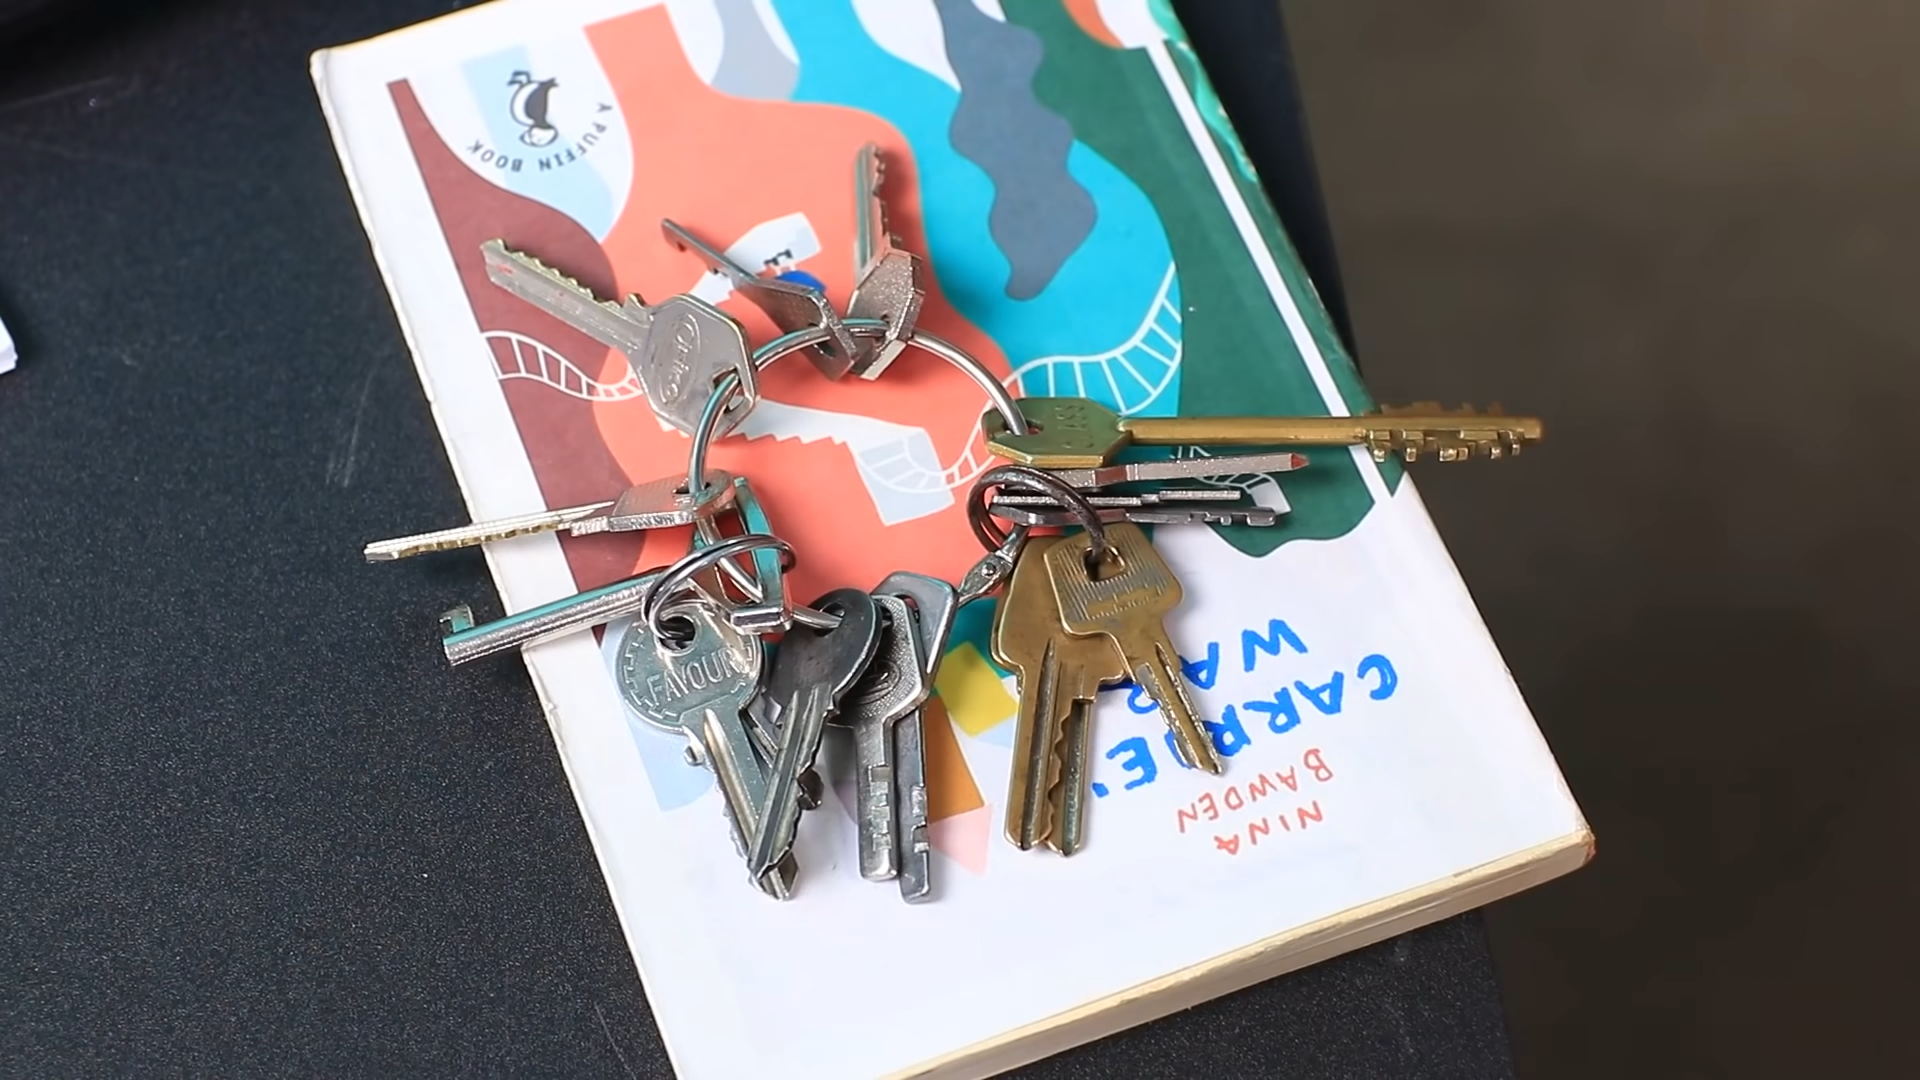 NINA
BAWDEN
CARRIE'
WAR
A PUFFIN BOOK
FAVOUR